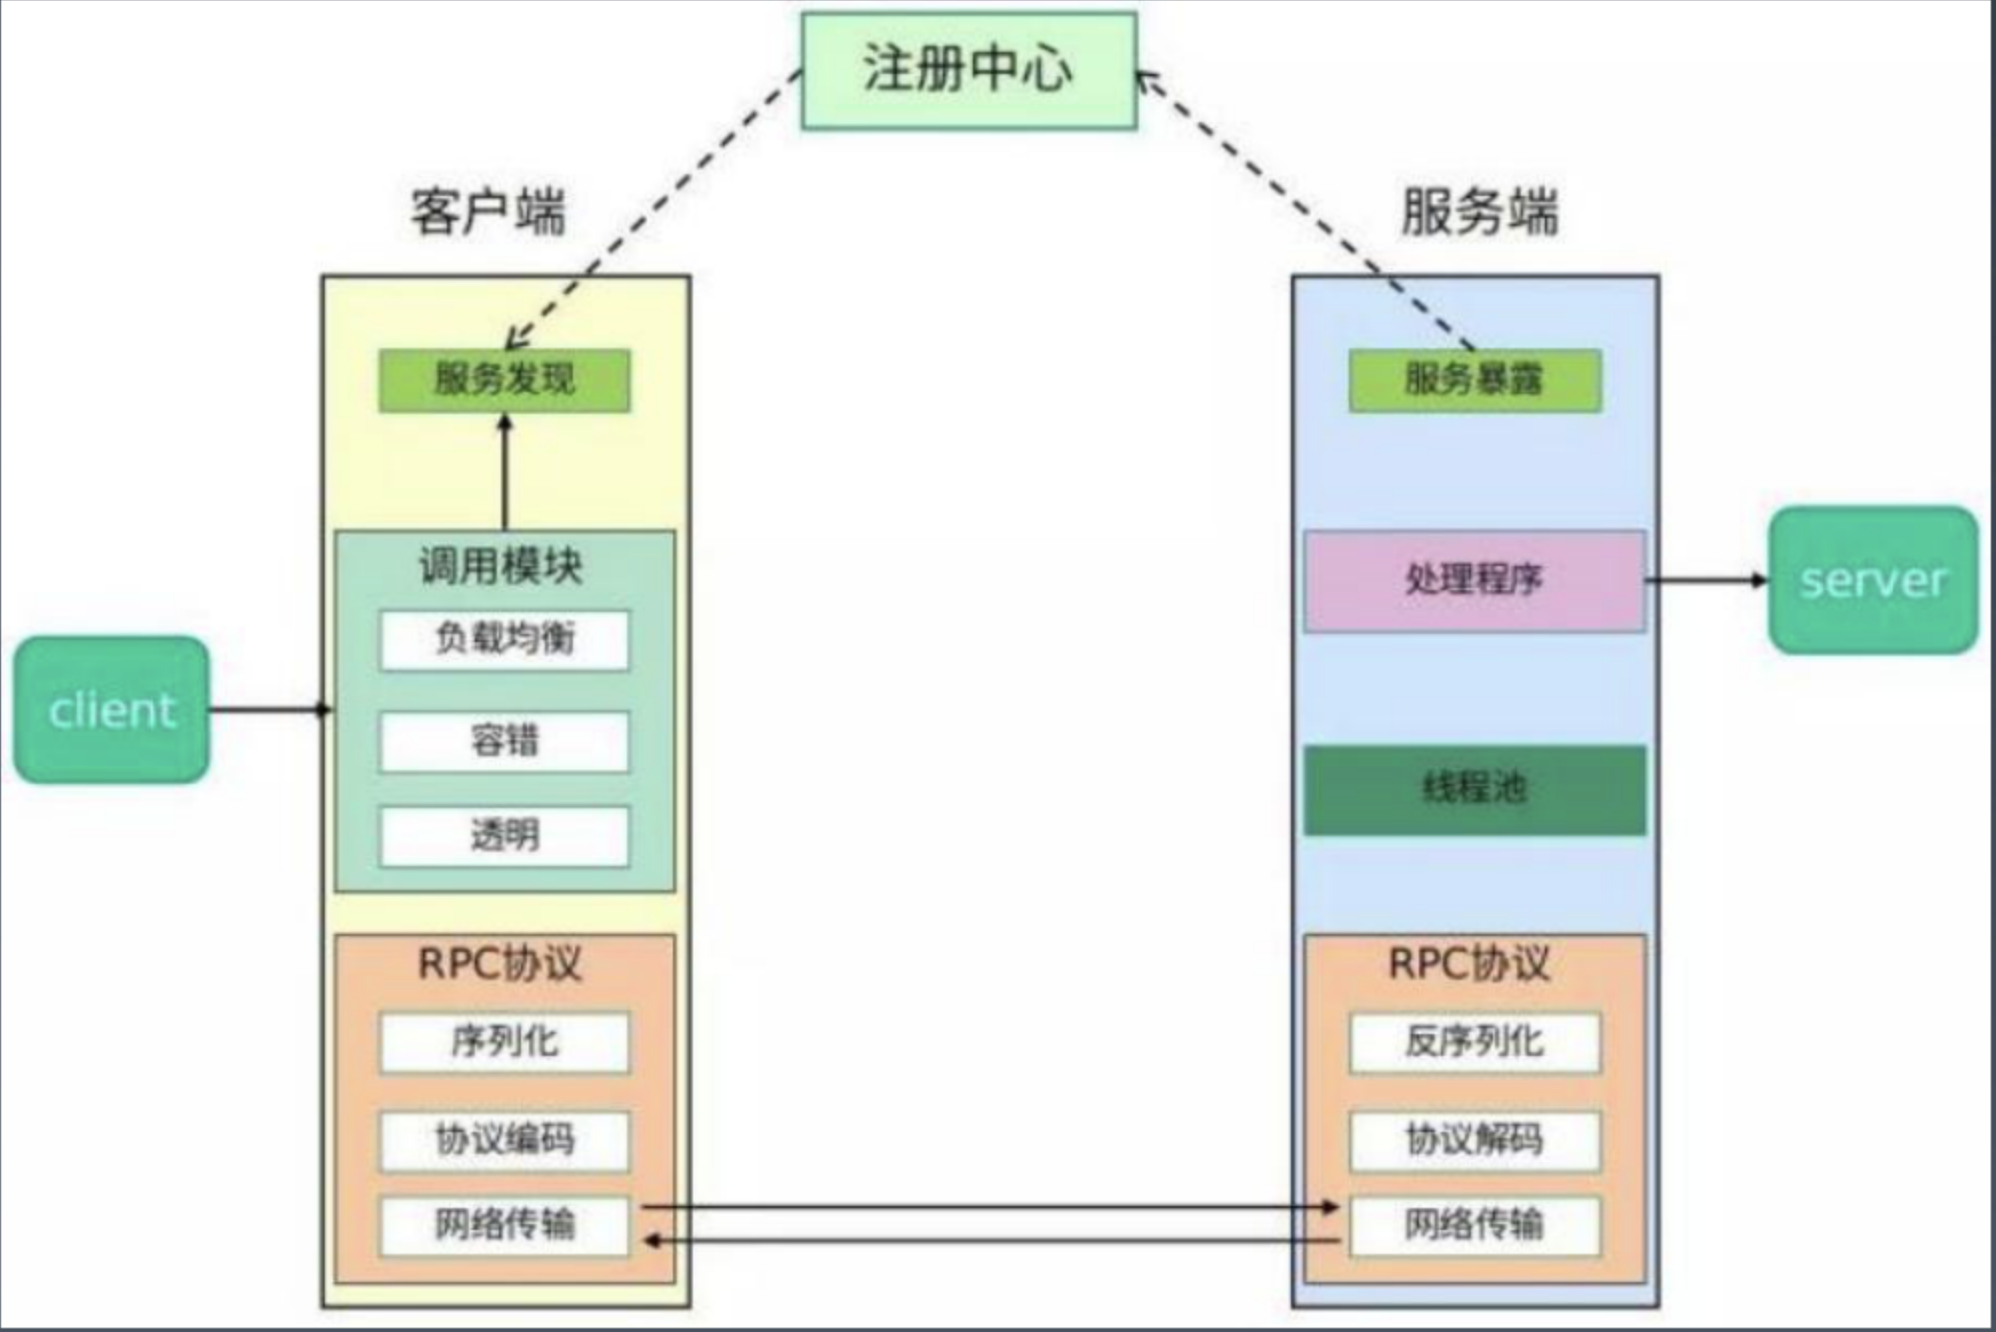 注册中心
客户端
服务端
服务发现
服务暴露
调用模块
负载均衡
容错
透明
处理程序
server
client
线程池
RPC协议
序列化
协议编码
网络传输
RPC协议
反序列化
协议解码
网络传输